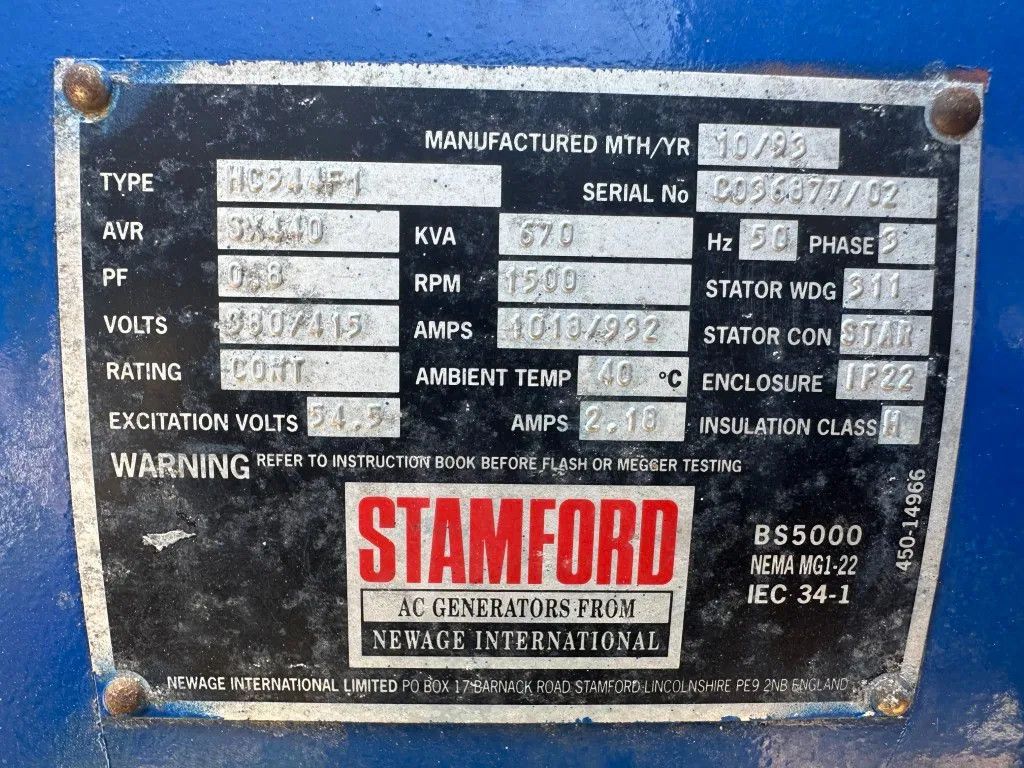 MANUFACTURED MTH/YR 10/93
TYPE HC544F1 SERIAL No C036877/02
AVR SX440 KVA 670 Hz 50 PHASE 3
PF 0.8 RPM 1500 STATOR WDG 311
VOLTS 380/415 AMPS 1018/932 STATOR CON STAR
RATING CONT AMBIENT TEMP 40 °C ENCLOSURE IP22
EXCITATION VOLTS 54.5 AMPS 2.18 INSULATION CLASS H
WARNING REFER TO INSTRUCTION BOOK BEFORE FLASH OR MEGGER TESTING
STAMFORD
AC GENERATORS FROM
NEWAGE INTERNATIONAL
BS5000
NEMA MG1-22
IEC 34-1
450-14966
NEWAGE INTERNATIONAL LIMITED PO BOX 17 BARNACK ROAD STAMFORD LINCOLNSHIRE PE9 2NB ENGLAND